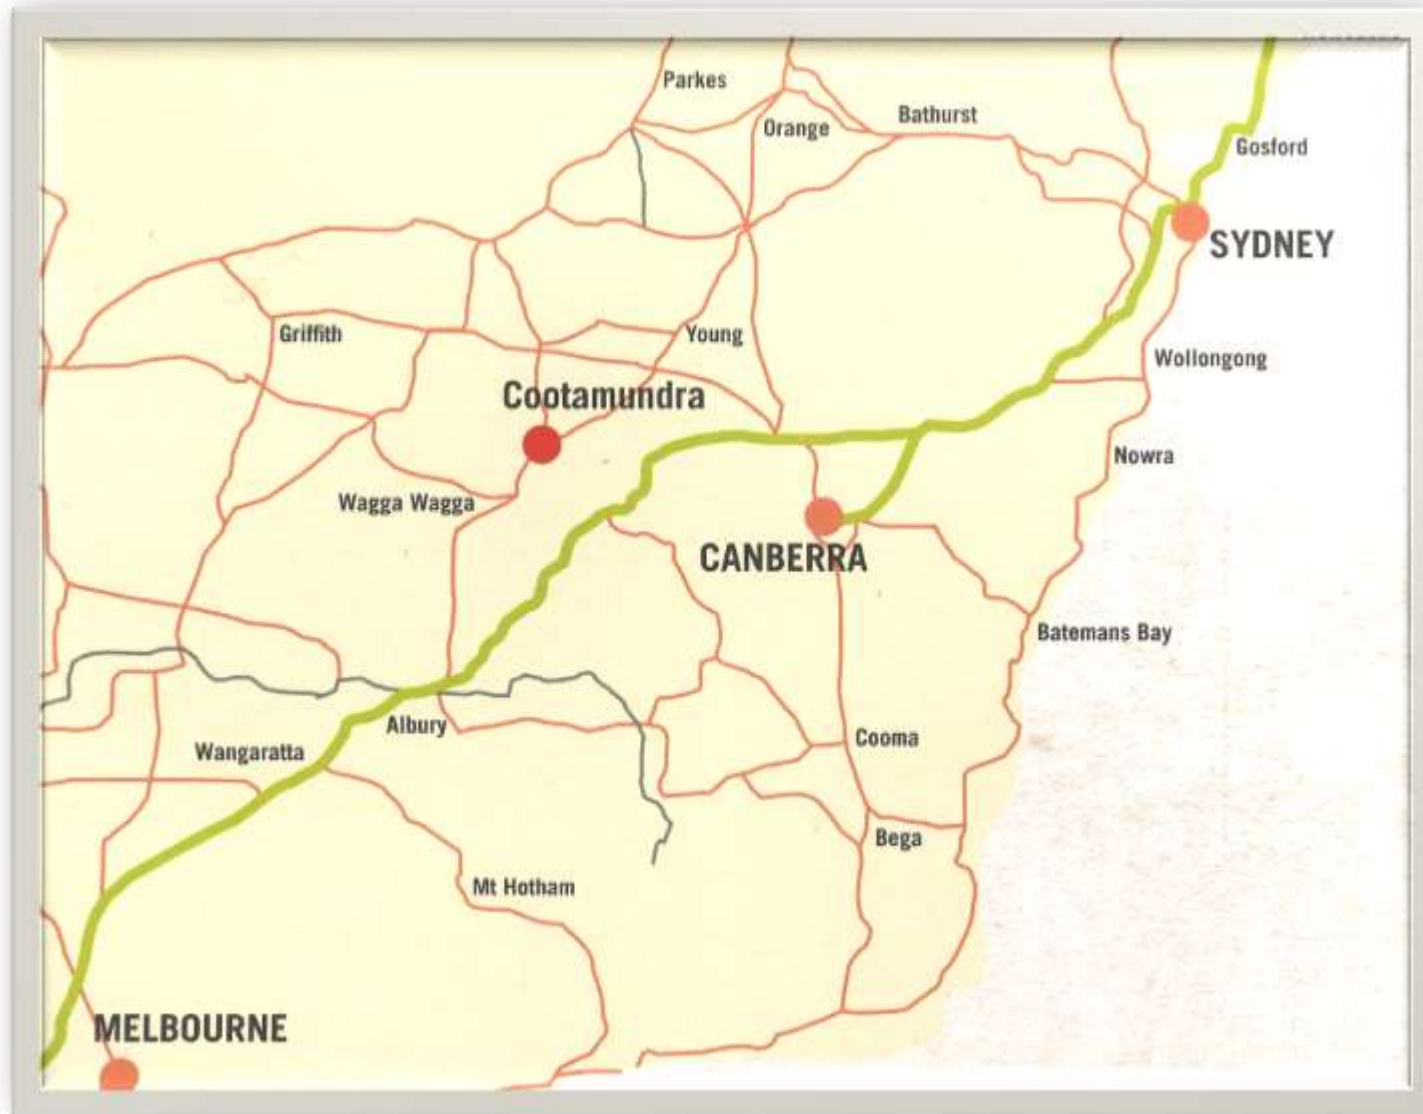 Parkes
Bathurst
Orange
Gosford
SYDNEY
Griffith
Young
Wollongong
Cootamundra
Nowra
Wagga Wagga
CANBERRA
Batemans Bay
Albury
Cooma
Wangaratta
Bega
Mt Hotham
MELBOURNE